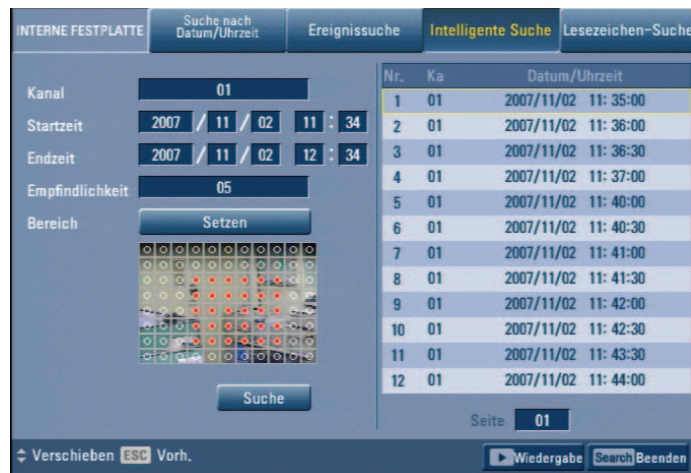 INTERNE FESTPLATTE
Suche nach
Datum/Uhrzeit
Ereignissuche
Intelligente Suche
Lesezeichen-Suche
Kanal 01
Startzeit 2007 / 11 / 02 11 : 34
Endzeit 2007 / 11 / 02 12 : 34
Empfindlichkeit 05
Bereich Setzen
Suche
Nr. Ka Datum/Uhrzeit
1 01 2007/11/02 11: 35:00
2 01 2007/11/02 11: 36:00
3 01 2007/11/02 11: 36:30
4 01 2007/11/02 11: 37:00
5 01 2007/11/02 11: 40:00
6 01 2007/11/02 11: 40:30
7 01 2007/11/02 11: 41:00
8 01 2007/11/02 11: 41:30
9 01 2007/11/02 11: 42:00
10 01 2007/11/02 11: 42:30
11 01 2007/11/02 11: 43:30
12 01 2007/11/02 11: 44:00
Seite 01
Verschieben ESC Vorh.
Wiedergabe Search Beenden